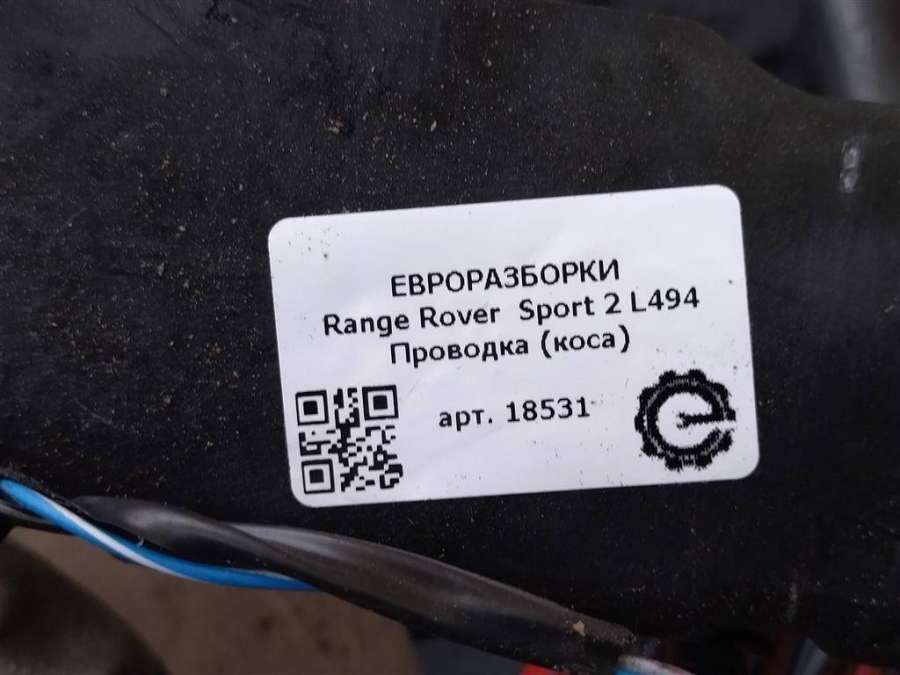 ЕВРОРАЗБОРКИ
Range Rover Sport 2 L494
Проводка (коса)
арт. 18531